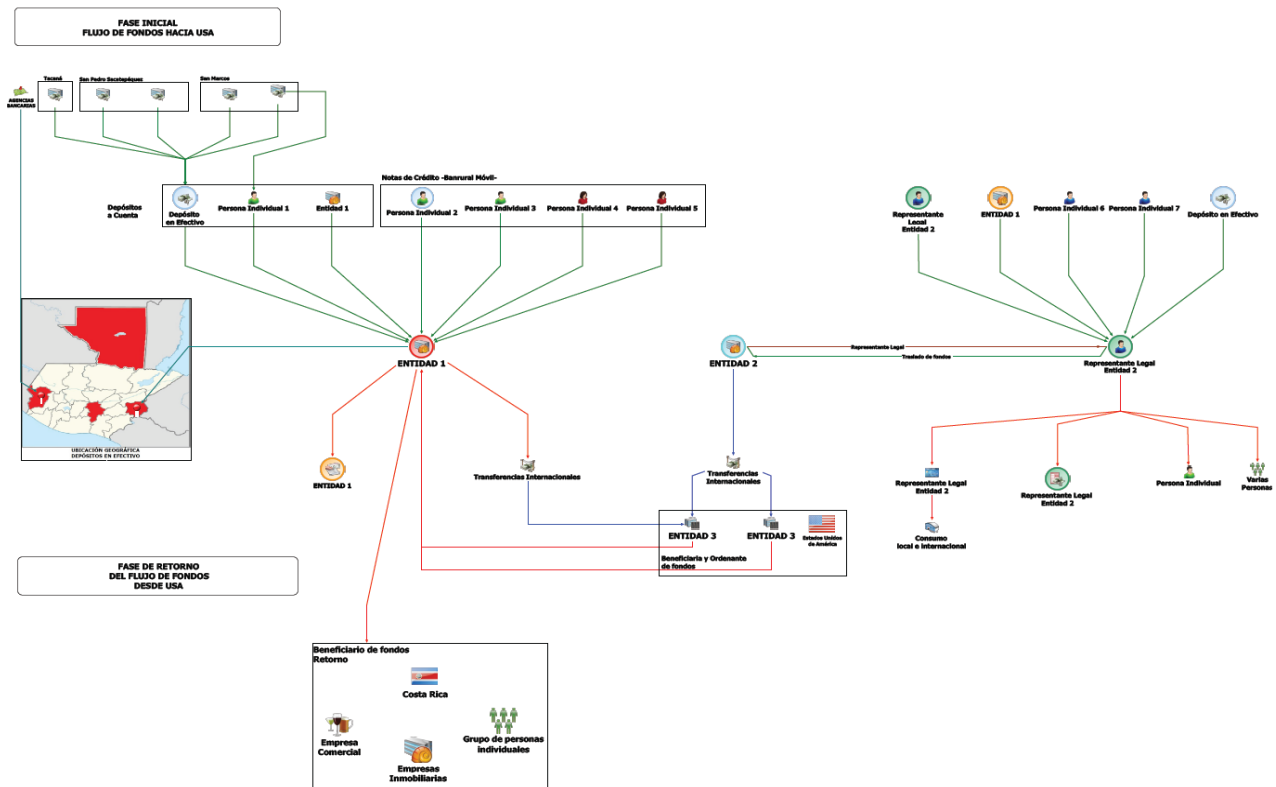 FASE INICIAL
FLUJO DE FONDOS HACIA USA
Tacaná
San Pedro Sacatepéquez
San Marcos
AGENCIAS
BANCARIAS
Notas de Crédito -Banrural Móvil-
Depósitos
a Cuenta
Depósito
en Efectivo
Persona Individual 1
Entidad 1
Persona Individual 2
Persona Individual 3
Persona Individual 4
Persona Individual 5
Representante
Legal
Entidad 2
ENTIDAD 1
Persona Individual 6
Persona Individual 7
Depósito en Efectivo
ENTIDAD 1
ENTIDAD 2
Representante Legal
Traslado de fondos
Representante Legal
Entidad 2
UBICACIÓN GEOGRÁFICA
DEPÓSITOS EN EFECTIVO
ENTIDAD 1
Transferencias Internacionales
Transferencias
Internacionales
Representante Legal
Entidad 2
Representante Legal
Entidad 2
Persona Individual
Varias
Personas
ENTIDAD 3
ENTIDAD 3
Estados Unidos
de América
Consumo
local e internacional
Beneficiaria y Ordenante
de fondos
FASE DE RETORNO
DEL FLUJO DE FONDOS
DESDE USA
Beneficiario de fondos
Retorno
Costa Rica
Empresa
Comercial
Grupo de personas
individuales
Empresas
Inmobiliarias